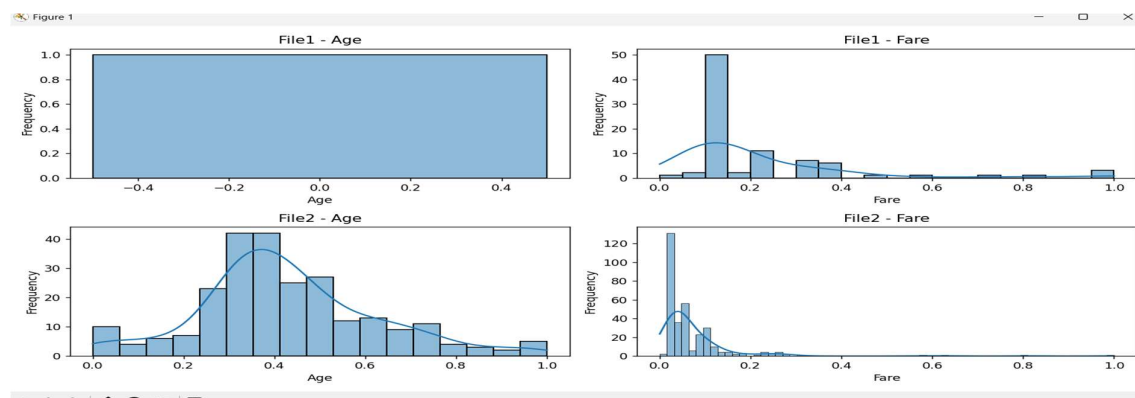 Figure 1
File1 - Age
1.0
0.8
0.6
0.4
0.2
0.0
Frequency
−0.4 −0.2 0.0 0.2 0.4
Age
File1 - Fare
50
40
30
20
10
0
Frequency
0.0 0.2 0.4 0.6 0.8 1.0
Fare
File2 - Age
40
30
20
10
0
Frequency
0.0 0.2 0.4 0.6 0.8 1.0
Age
File2 - Fare
120
100
80
60
40
20
0
Frequency
0.0 0.2 0.4 0.6 0.8 1.0
Fare